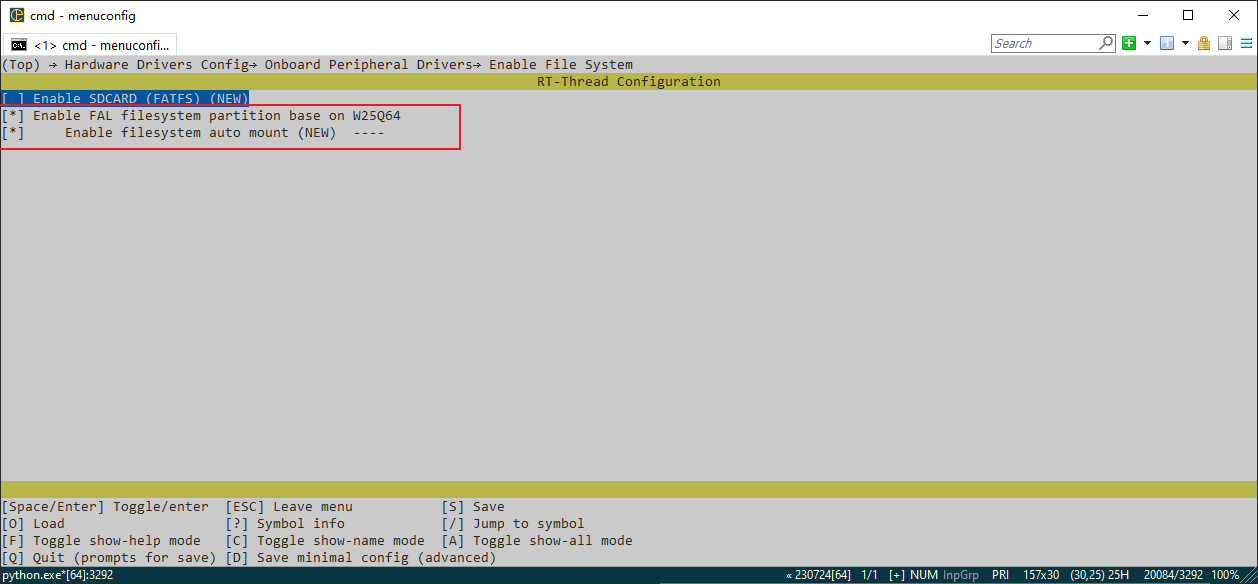 cmd - menuconfig
<1> cmd - menuconfi...
Search
(Top) → Hardware Drivers Config→ Onboard Peripheral Drivers→ Enable File System
RT-Thread Configuration
[ ] Enable SDCARD (FATFS) (NEW)
[*] Enable FAL filesystem partition base on W25Q64
[*]     Enable filesystem auto mount (NEW)  ----
[Space/Enter] Toggle/enter  [ESC] Leave menu           [S] Save
[O] Load                    [?] Symbol info            [/] Jump to symbol
[F] Toggle show-help mode   [C] Toggle show-name mode  [A] Toggle show-all mode
[Q] Quit (prompts for save) [D] Save minimal config (advanced)
python.exe*[64]:3292 « 230724[64] 1/1 [+] NUM InpGrp PRI 157x30 (30,25) 25H 20084/3292 100%